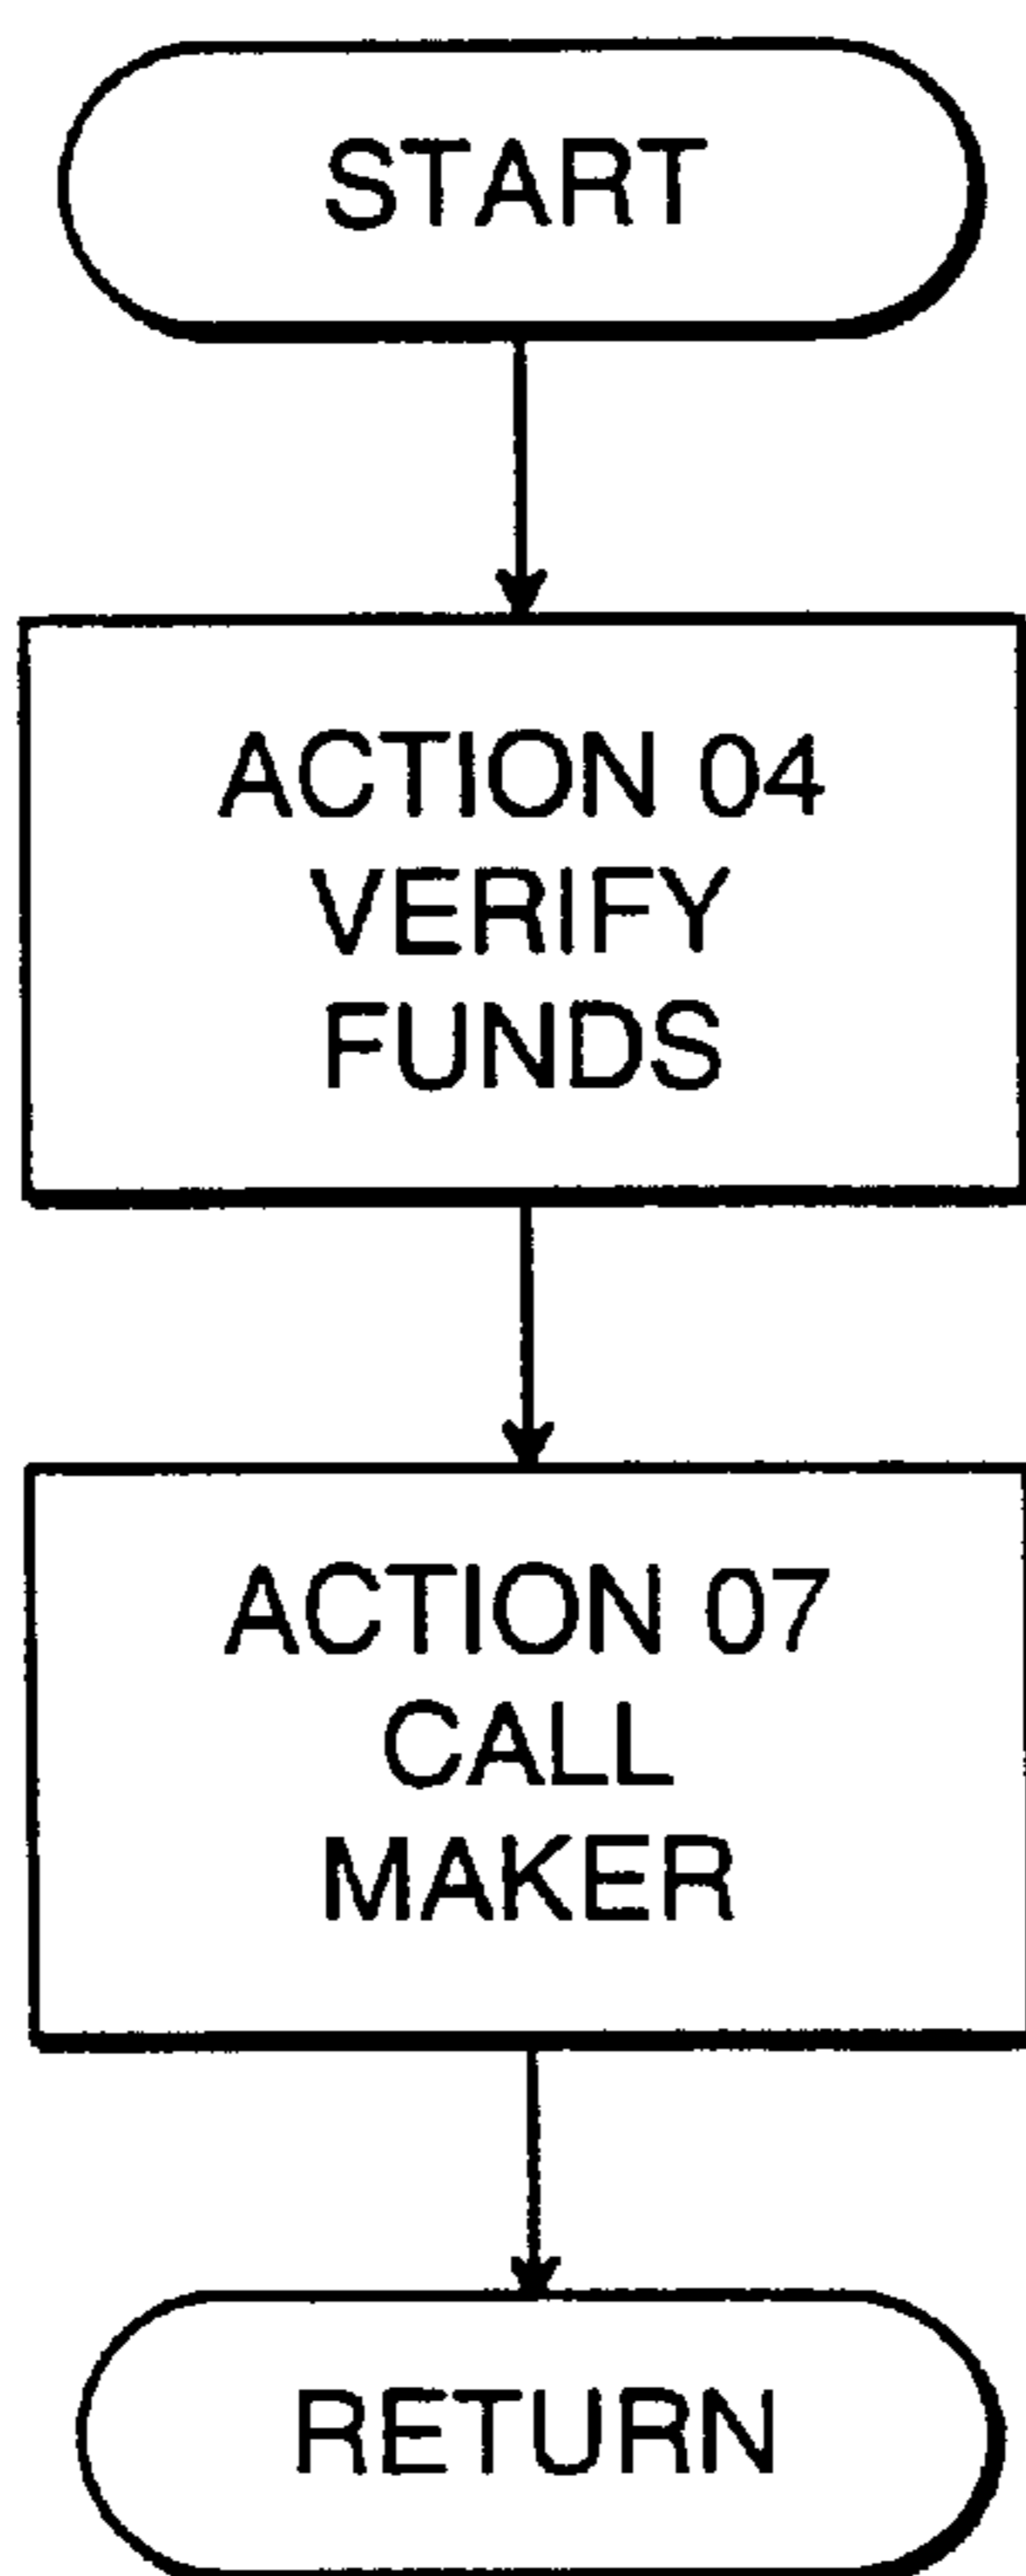 START
ACTION 04
VERIFY
FUNDS
ACTION 07
CALL
MAKER
RETURN